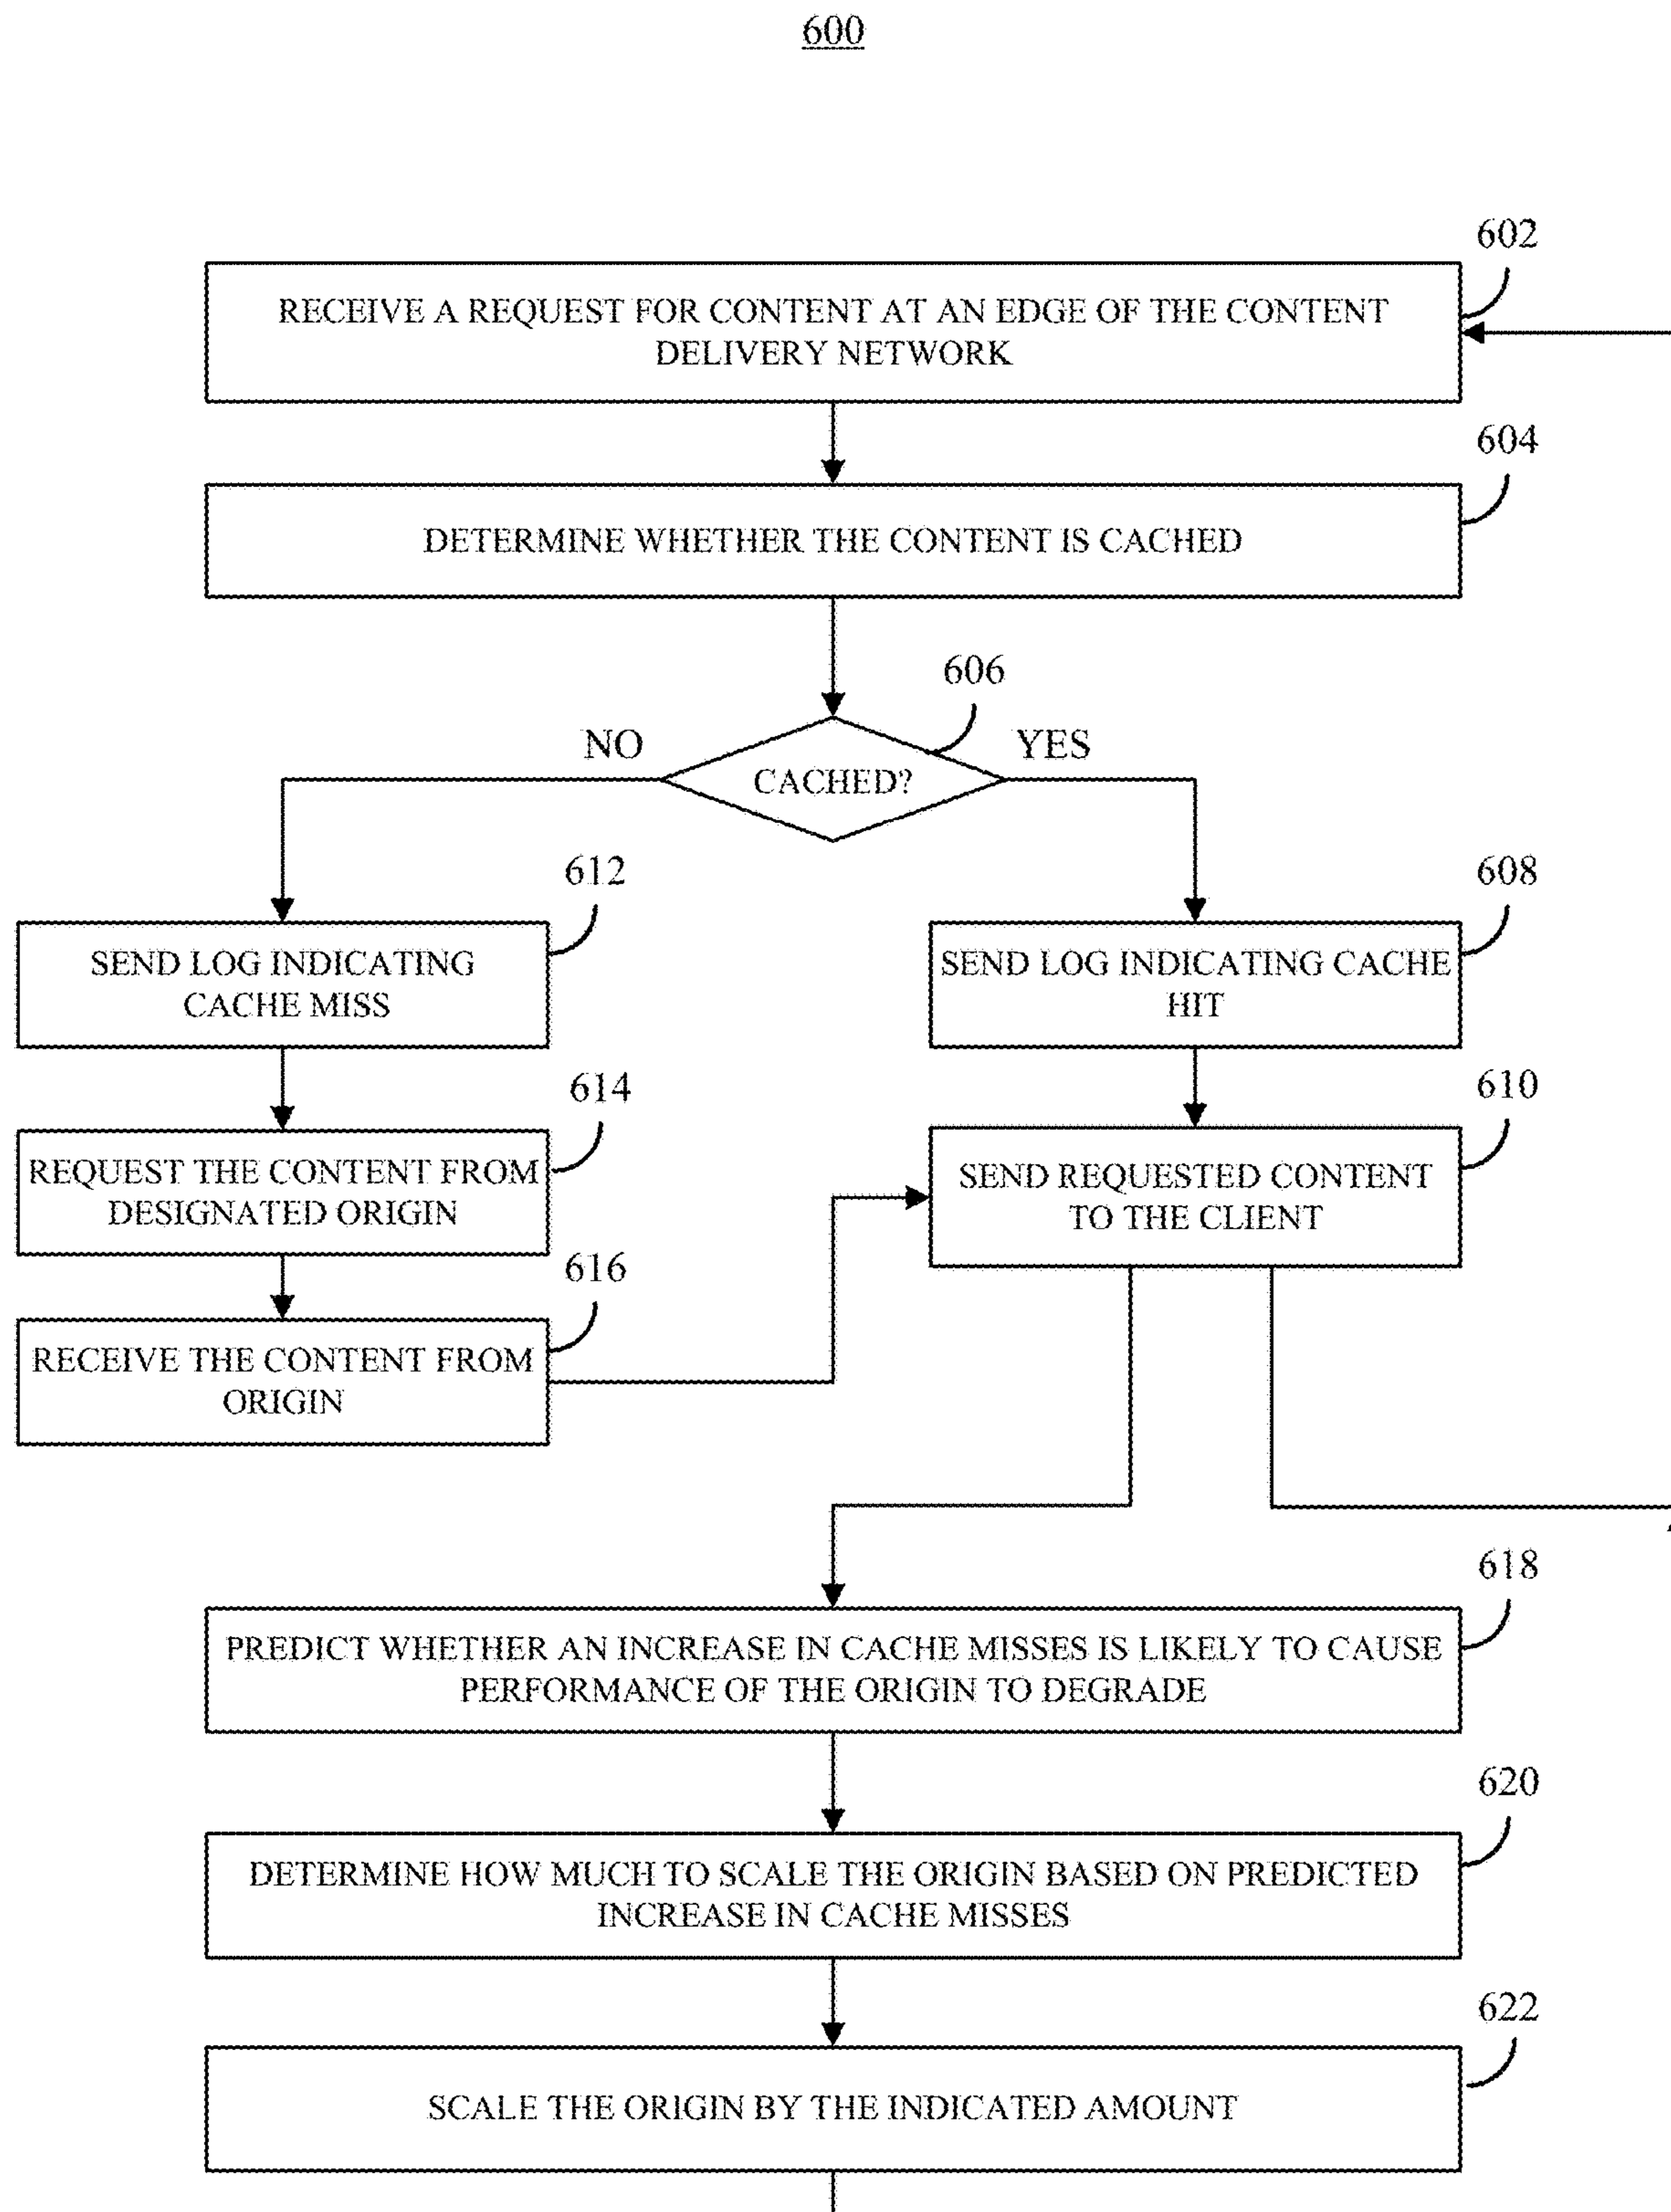 600
602
RECEIVE A REQUEST FOR CONTENT AT AN EDGE OF THE CONTENT
DELIVERY NETWORK
604
DETERMINE WHETHER THE CONTENT IS CACHED
606
NO
YES
CACHED?
612
SEND LOG INDICATING
CACHE MISS
608
SEND LOG INDICATING CACHE
HIT
614
REQUEST THE CONTENT FROM
DESIGNATED ORIGIN
610
SEND REQUESTED CONTENT
TO THE CLIENT
616
RECEIVE THE CONTENT FROM
ORIGIN
618
PREDICT WHETHER AN INCREASE IN CACHE MISSES IS LIKELY TO CAUSE
PERFORMANCE OF THE ORIGIN TO DEGRADE
620
DETERMINE HOW MUCH TO SCALE THE ORIGIN BASED ON PREDICTED
INCREASE IN CACHE MISSES
622
SCALE THE ORIGIN BY THE INDICATED AMOUNT